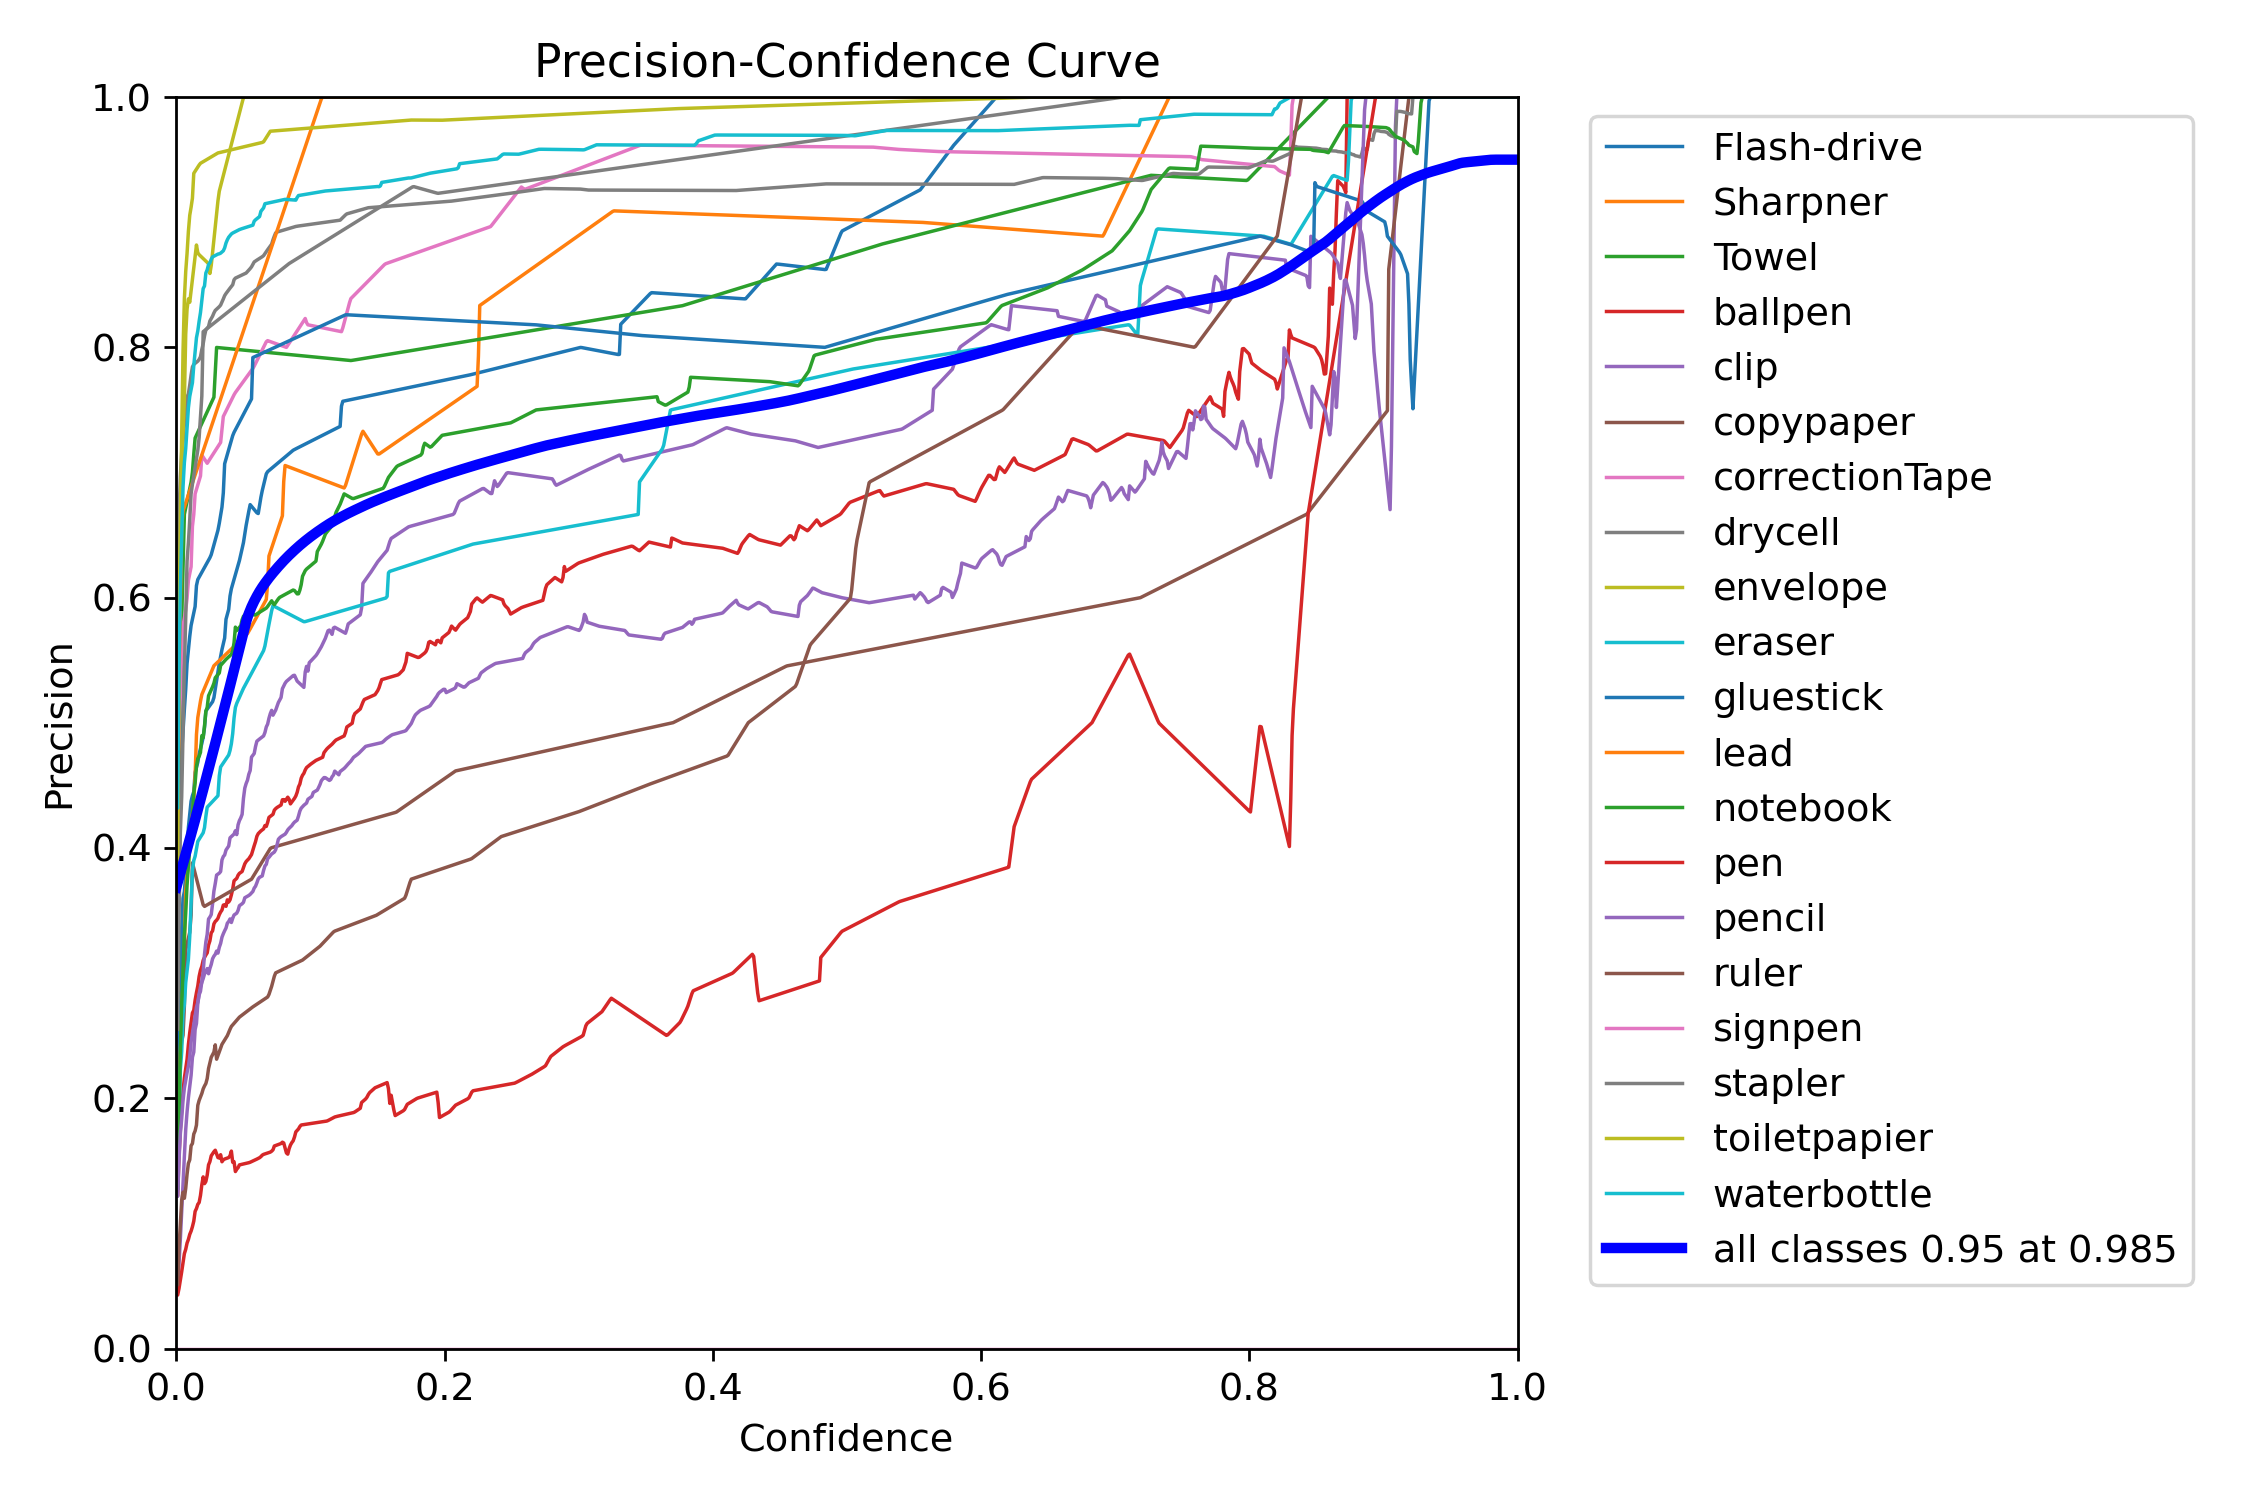 Precision-Confidence Curve
1.0
0.8
0.6
0.4
0.2
0.0
Precision
0.0 0.2 0.4 0.6 0.8 1.0
Confidence
Flash-drive
Sharpner
Towel
ballpen
clip
copypaper
correctionTape
drycell
envelope
eraser
gluestick
lead
notebook
pen
pencil
ruler
signpen
stapler
toiletpapier
waterbottle
all classes 0.95 at 0.985